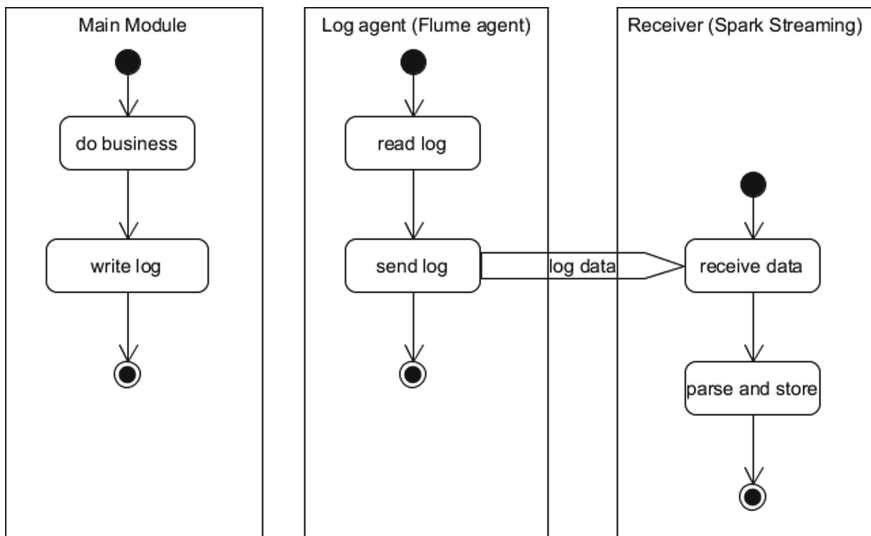 Main Module
do business
write log
Log agent (Flume agent)
read log
send log
log data
Receiver (Spark Streaming)
receive data
parse and store